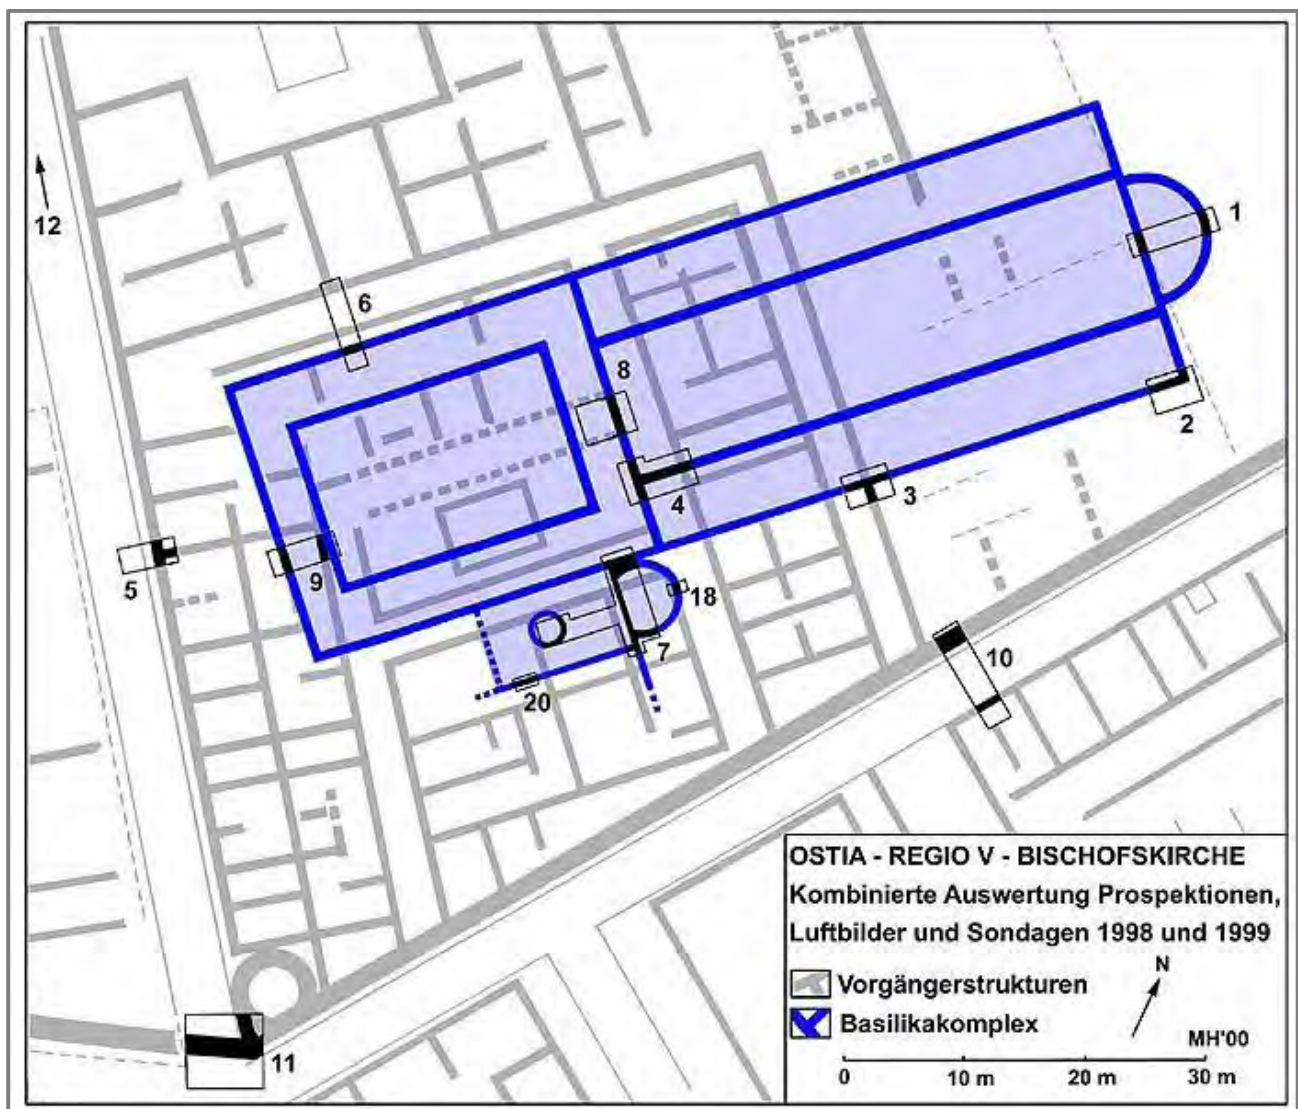 1
12
6
8
2
4
3
5
9
18
7
10
20
11
OSTIA - REGIO V - BISCHOFSKIRCHE
Kombinierte Auswertung Prospektionen,
Luftbilder und Sondagen 1998 und 1999
N
Vorgängerstrukturen
Basilikakomplex
MH'00
0 10 m 20 m 30 m